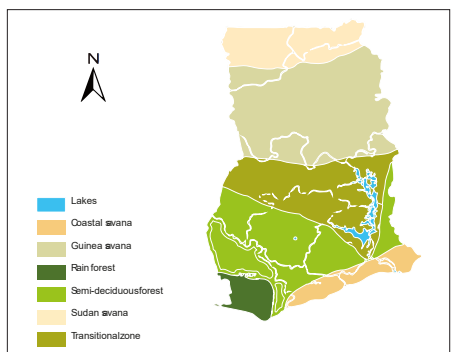 N
Lakes
Coastal savana
Guinea savana
Rain forest
Semi-deciduousforest
Sudan savana
Transitionalzone